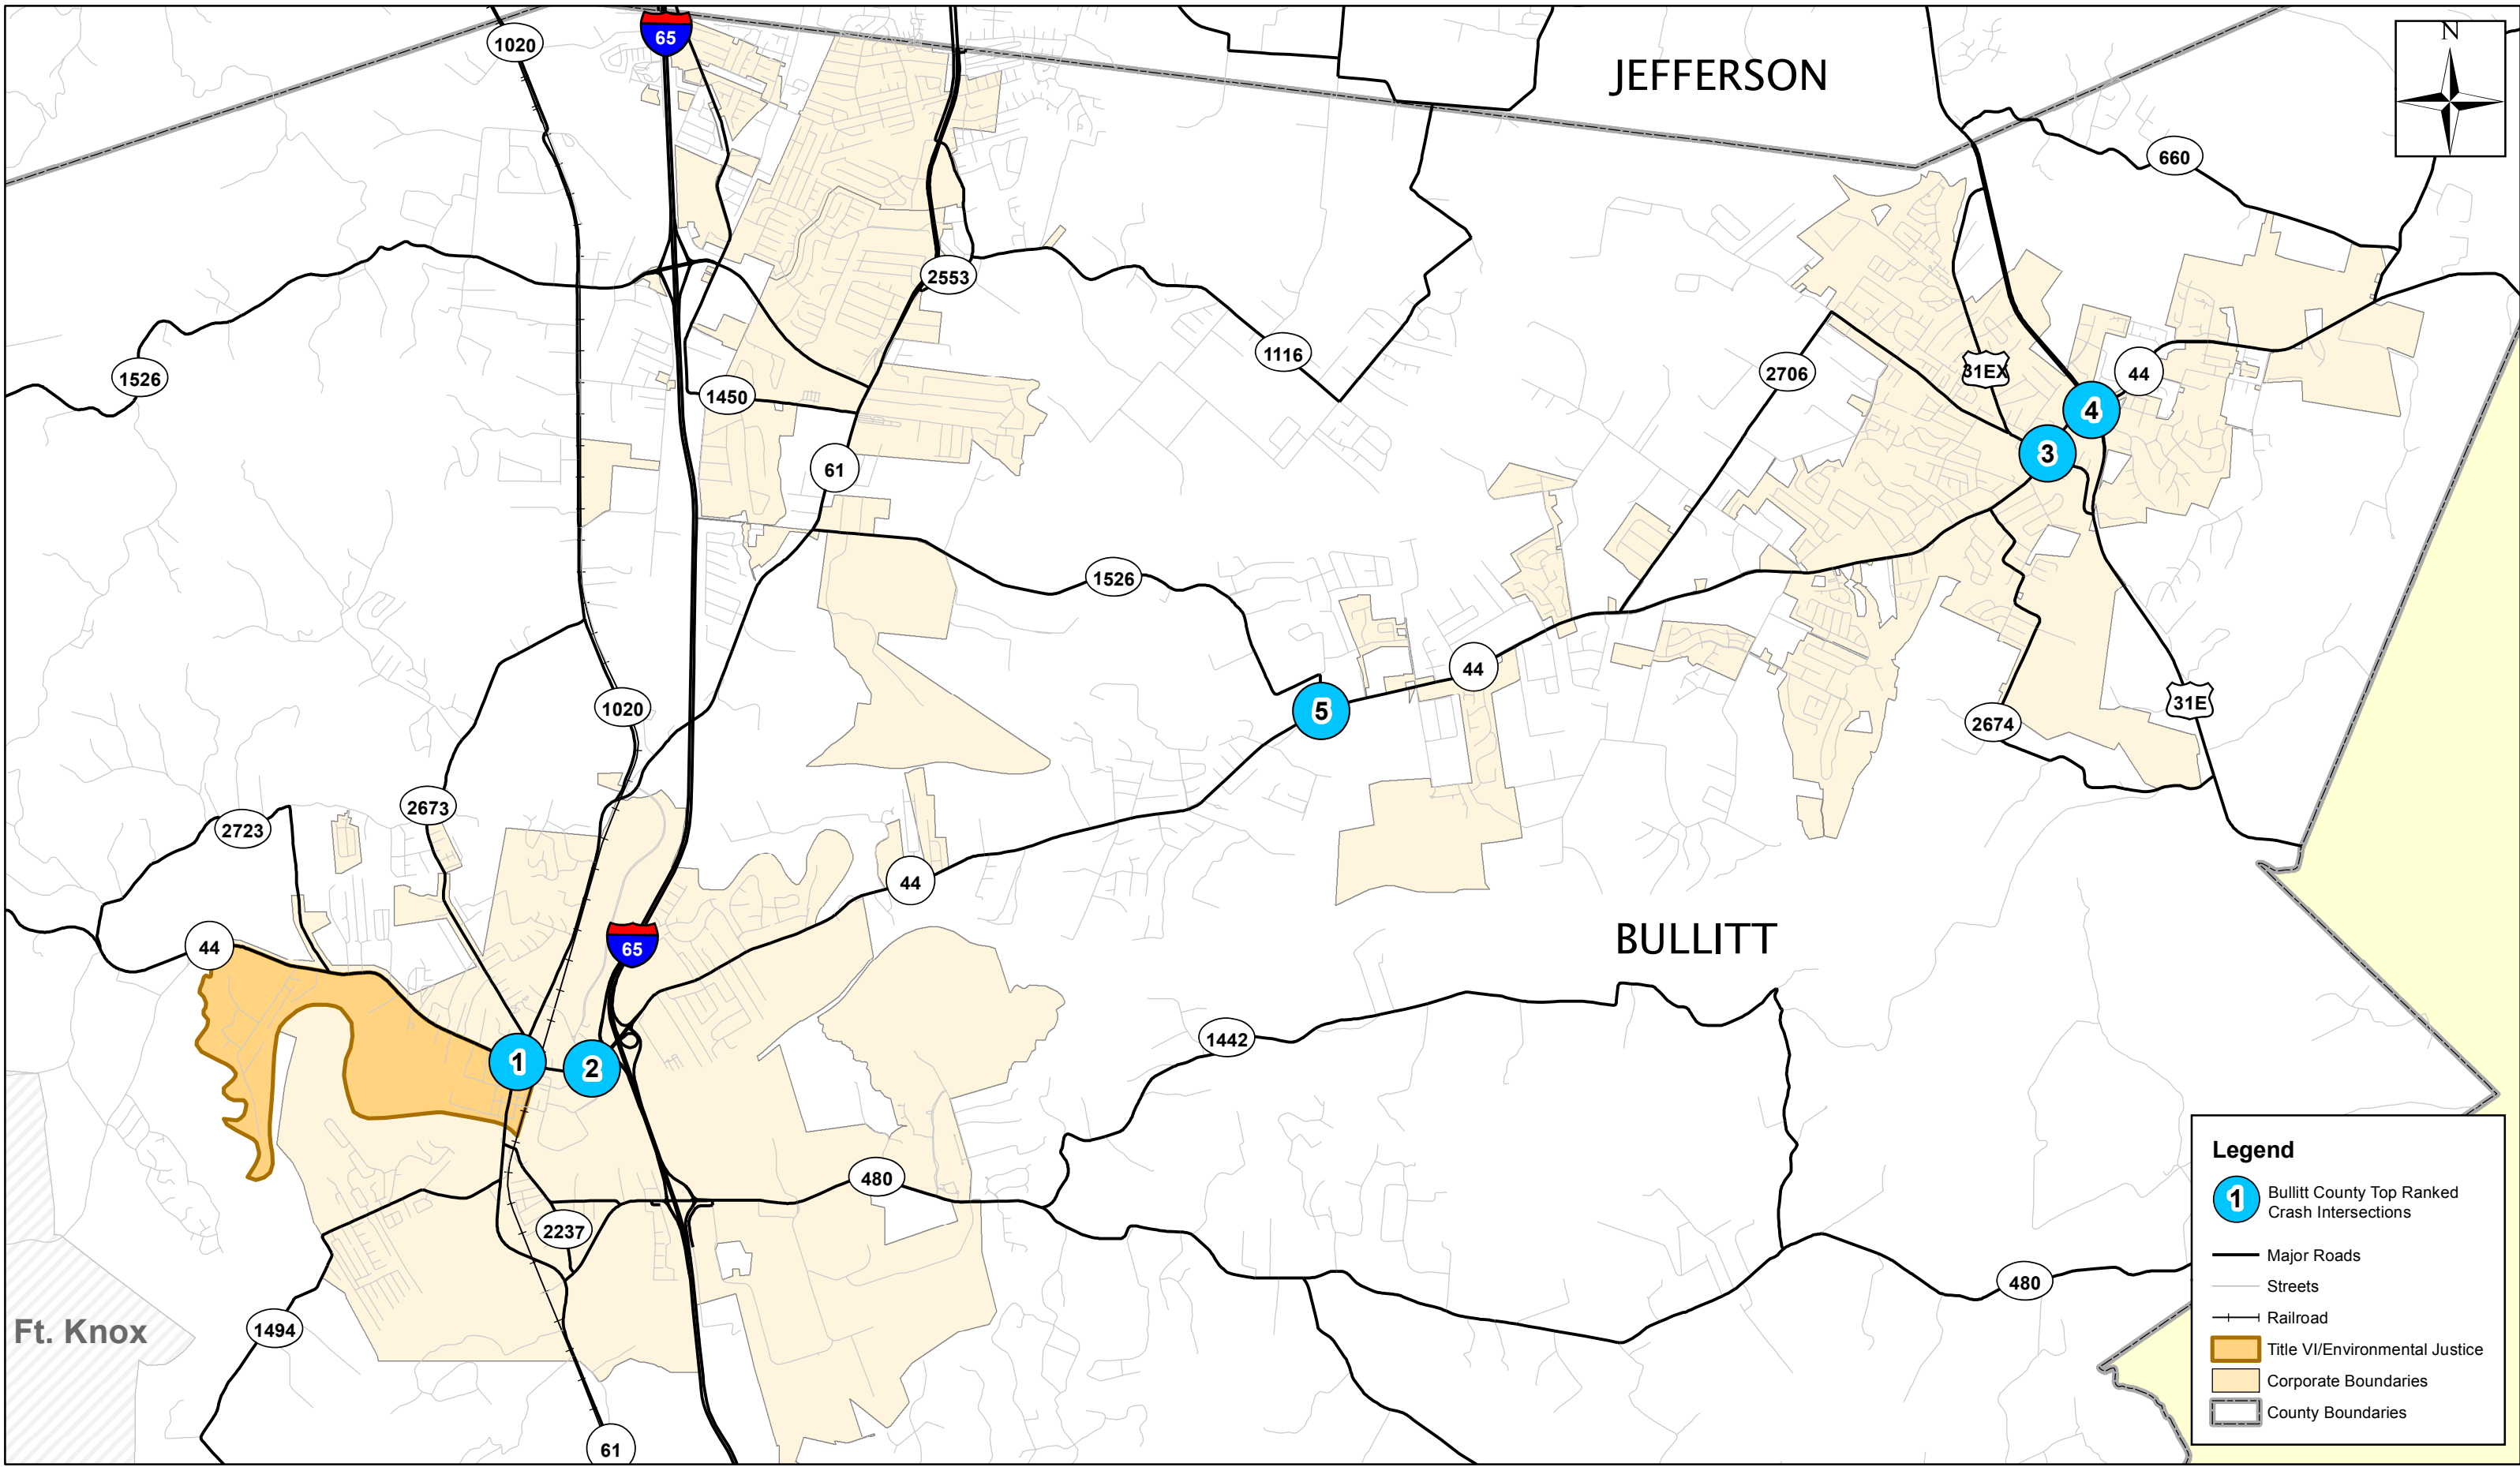 1020
65
JEFFERSON
N
660
2553
1116
1526
1450
2706
31EX
44
4
3
61
1526
44
5
1020
2674
31E
2673
2723
44
44
65
BULLITT
1
2
1442
480
2237
480
1494
Ft. Knox
61
Legend
1
Bullitt County Top Ranked
Crash Intersections
Major Roads
Streets
Railroad
Title VI/Environmental Justice
Corporate Boundaries
County Boundaries